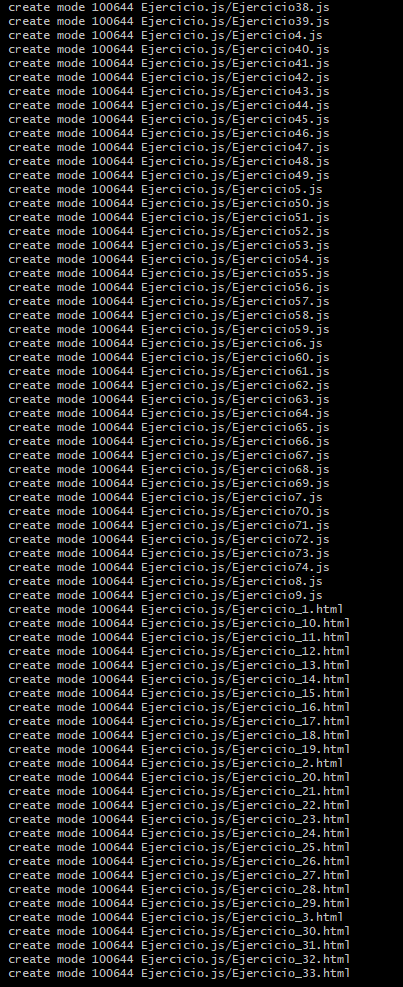 create mode 100644 Ejercicio.js/Ejercicio38.js
create mode 100644 Ejercicio.js/Ejercicio39.js
create mode 100644 Ejercicio.js/Ejercicio4.js
create mode 100644 Ejercicio.js/Ejercicio40.js
create mode 100644 Ejercicio.js/Ejercicio41.js
create mode 100644 Ejercicio.js/Ejercicio42.js
create mode 100644 Ejercicio.js/Ejercicio43.js
create mode 100644 Ejercicio.js/Ejercicio44.js
create mode 100644 Ejercicio.js/Ejercicio45.js
create mode 100644 Ejercicio.js/Ejercicio46.js
create mode 100644 Ejercicio.js/Ejercicio47.js
create mode 100644 Ejercicio.js/Ejercicio48.js
create mode 100644 Ejercicio.js/Ejercicio49.js
create mode 100644 Ejercicio.js/Ejercicio5.js
create mode 100644 Ejercicio.js/Ejercicio50.js
create mode 100644 Ejercicio.js/Ejercicio51.js
create mode 100644 Ejercicio.js/Ejercicio52.js
create mode 100644 Ejercicio.js/Ejercicio53.js
create mode 100644 Ejercicio.js/Ejercicio54.js
create mode 100644 Ejercicio.js/Ejercicio55.js
create mode 100644 Ejercicio.js/Ejercicio56.js
create mode 100644 Ejercicio.js/Ejercicio57.js
create mode 100644 Ejercicio.js/Ejercicio58.js
create mode 100644 Ejercicio.js/Ejercicio59.js
create mode 100644 Ejercicio.js/Ejercicio6.js
create mode 100644 Ejercicio.js/Ejercicio60.js
create mode 100644 Ejercicio.js/Ejercicio61.js
create mode 100644 Ejercicio.js/Ejercicio62.js
create mode 100644 Ejercicio.js/Ejercicio63.js
create mode 100644 Ejercicio.js/Ejercicio64.js
create mode 100644 Ejercicio.js/Ejercicio65.js
create mode 100644 Ejercicio.js/Ejercicio66.js
create mode 100644 Ejercicio.js/Ejercicio67.js
create mode 100644 Ejercicio.js/Ejercicio68.js
create mode 100644 Ejercicio.js/Ejercicio69.js
create mode 100644 Ejercicio.js/Ejercicio7.js
create mode 100644 Ejercicio.js/Ejercicio70.js
create mode 100644 Ejercicio.js/Ejercicio71.js
create mode 100644 Ejercicio.js/Ejercicio72.js
create mode 100644 Ejercicio.js/Ejercicio73.js
create mode 100644 Ejercicio.js/Ejercicio74.js
create mode 100644 Ejercicio.js/Ejercicio8.js
create mode 100644 Ejercicio.js/Ejercicio9.js
create mode 100644 Ejercicio.js/Ejercicio_1.html
create mode 100644 Ejercicio.js/Ejercicio_10.html
create mode 100644 Ejercicio.js/Ejercicio_11.html
create mode 100644 Ejercicio.js/Ejercicio_12.html
create mode 100644 Ejercicio.js/Ejercicio_13.html
create mode 100644 Ejercicio.js/Ejercicio_14.html
create mode 100644 Ejercicio.js/Ejercicio_15.html
create mode 100644 Ejercicio.js/Ejercicio_16.html
create mode 100644 Ejercicio.js/Ejercicio_17.html
create mode 100644 Ejercicio.js/Ejercicio_18.html
create mode 100644 Ejercicio.js/Ejercicio_19.html
create mode 100644 Ejercicio.js/Ejercicio_2.html
create mode 100644 Ejercicio.js/Ejercicio_20.html
create mode 100644 Ejercicio.js/Ejercicio_21.html
create mode 100644 Ejercicio.js/Ejercicio_22.html
create mode 100644 Ejercicio.js/Ejercicio_23.html
create mode 100644 Ejercicio.js/Ejercicio_24.html
create mode 100644 Ejercicio.js/Ejercicio_25.html
create mode 100644 Ejercicio.js/Ejercicio_26.html
create mode 100644 Ejercicio.js/Ejercicio_27.html
create mode 100644 Ejercicio.js/Ejercicio_28.html
create mode 100644 Ejercicio.js/Ejercicio_29.html
create mode 100644 Ejercicio.js/Ejercicio_3.html
create mode 100644 Ejercicio.js/Ejercicio_30.html
create mode 100644 Ejercicio.js/Ejercicio_31.html
create mode 100644 Ejercicio.js/Ejercicio_32.html
create mode 100644 Ejercicio.js/Ejercicio_33.html